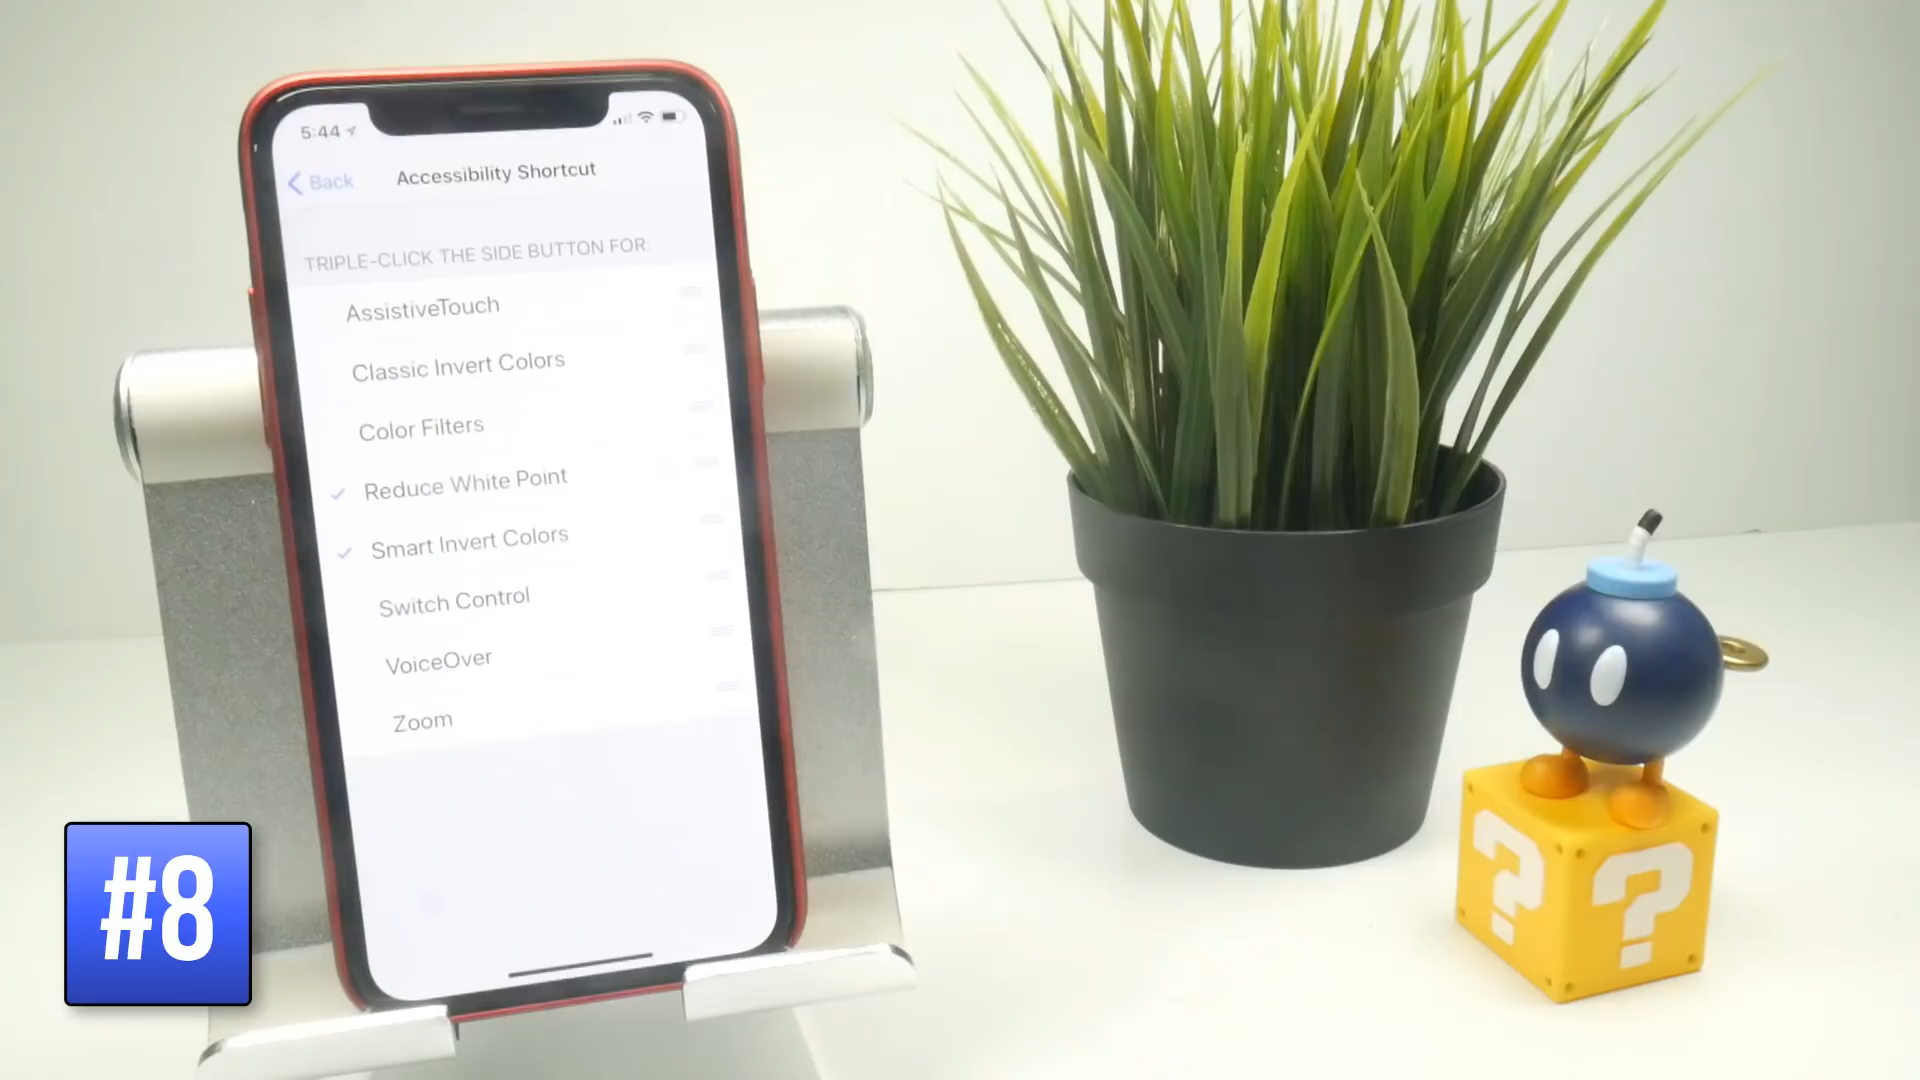 5:44
Back
Accessibility Shortcut
TRIPLE-CLICK THE SIDE BUTTON FOR:
AssistiveTouch
Classic Invert Colors
Color Filters
Reduce White Point
Smart Invert Colors
Switch Control
VoiceOver
Zoom
#8
? ?